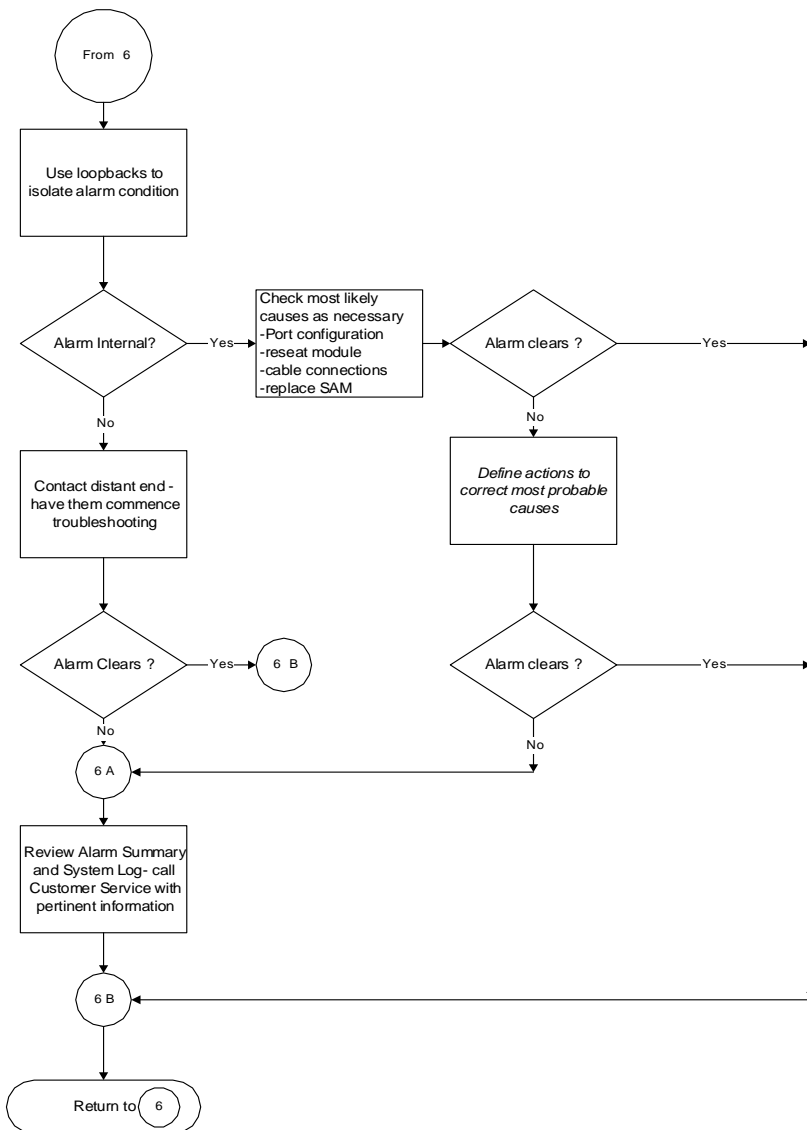 From 6
Use loopbacks to
isolate alarm condition
Alarm Internal?
Yes
Check most likely
causes as necessary
-Port configuration
-reseat module
-cable connections
-replace SAM
Alarm clears ?
Yes
No
No
Contact distant end -
have them commence
troubleshooting
Define actions to
correct most probable
causes
Alarm Clears ?
Yes
6 B
Alarm clears ?
Yes
No
No
6 A
Review Alarm Summary
and System Log- call
Customer Service with
pertinent information
6 B
Return to 6